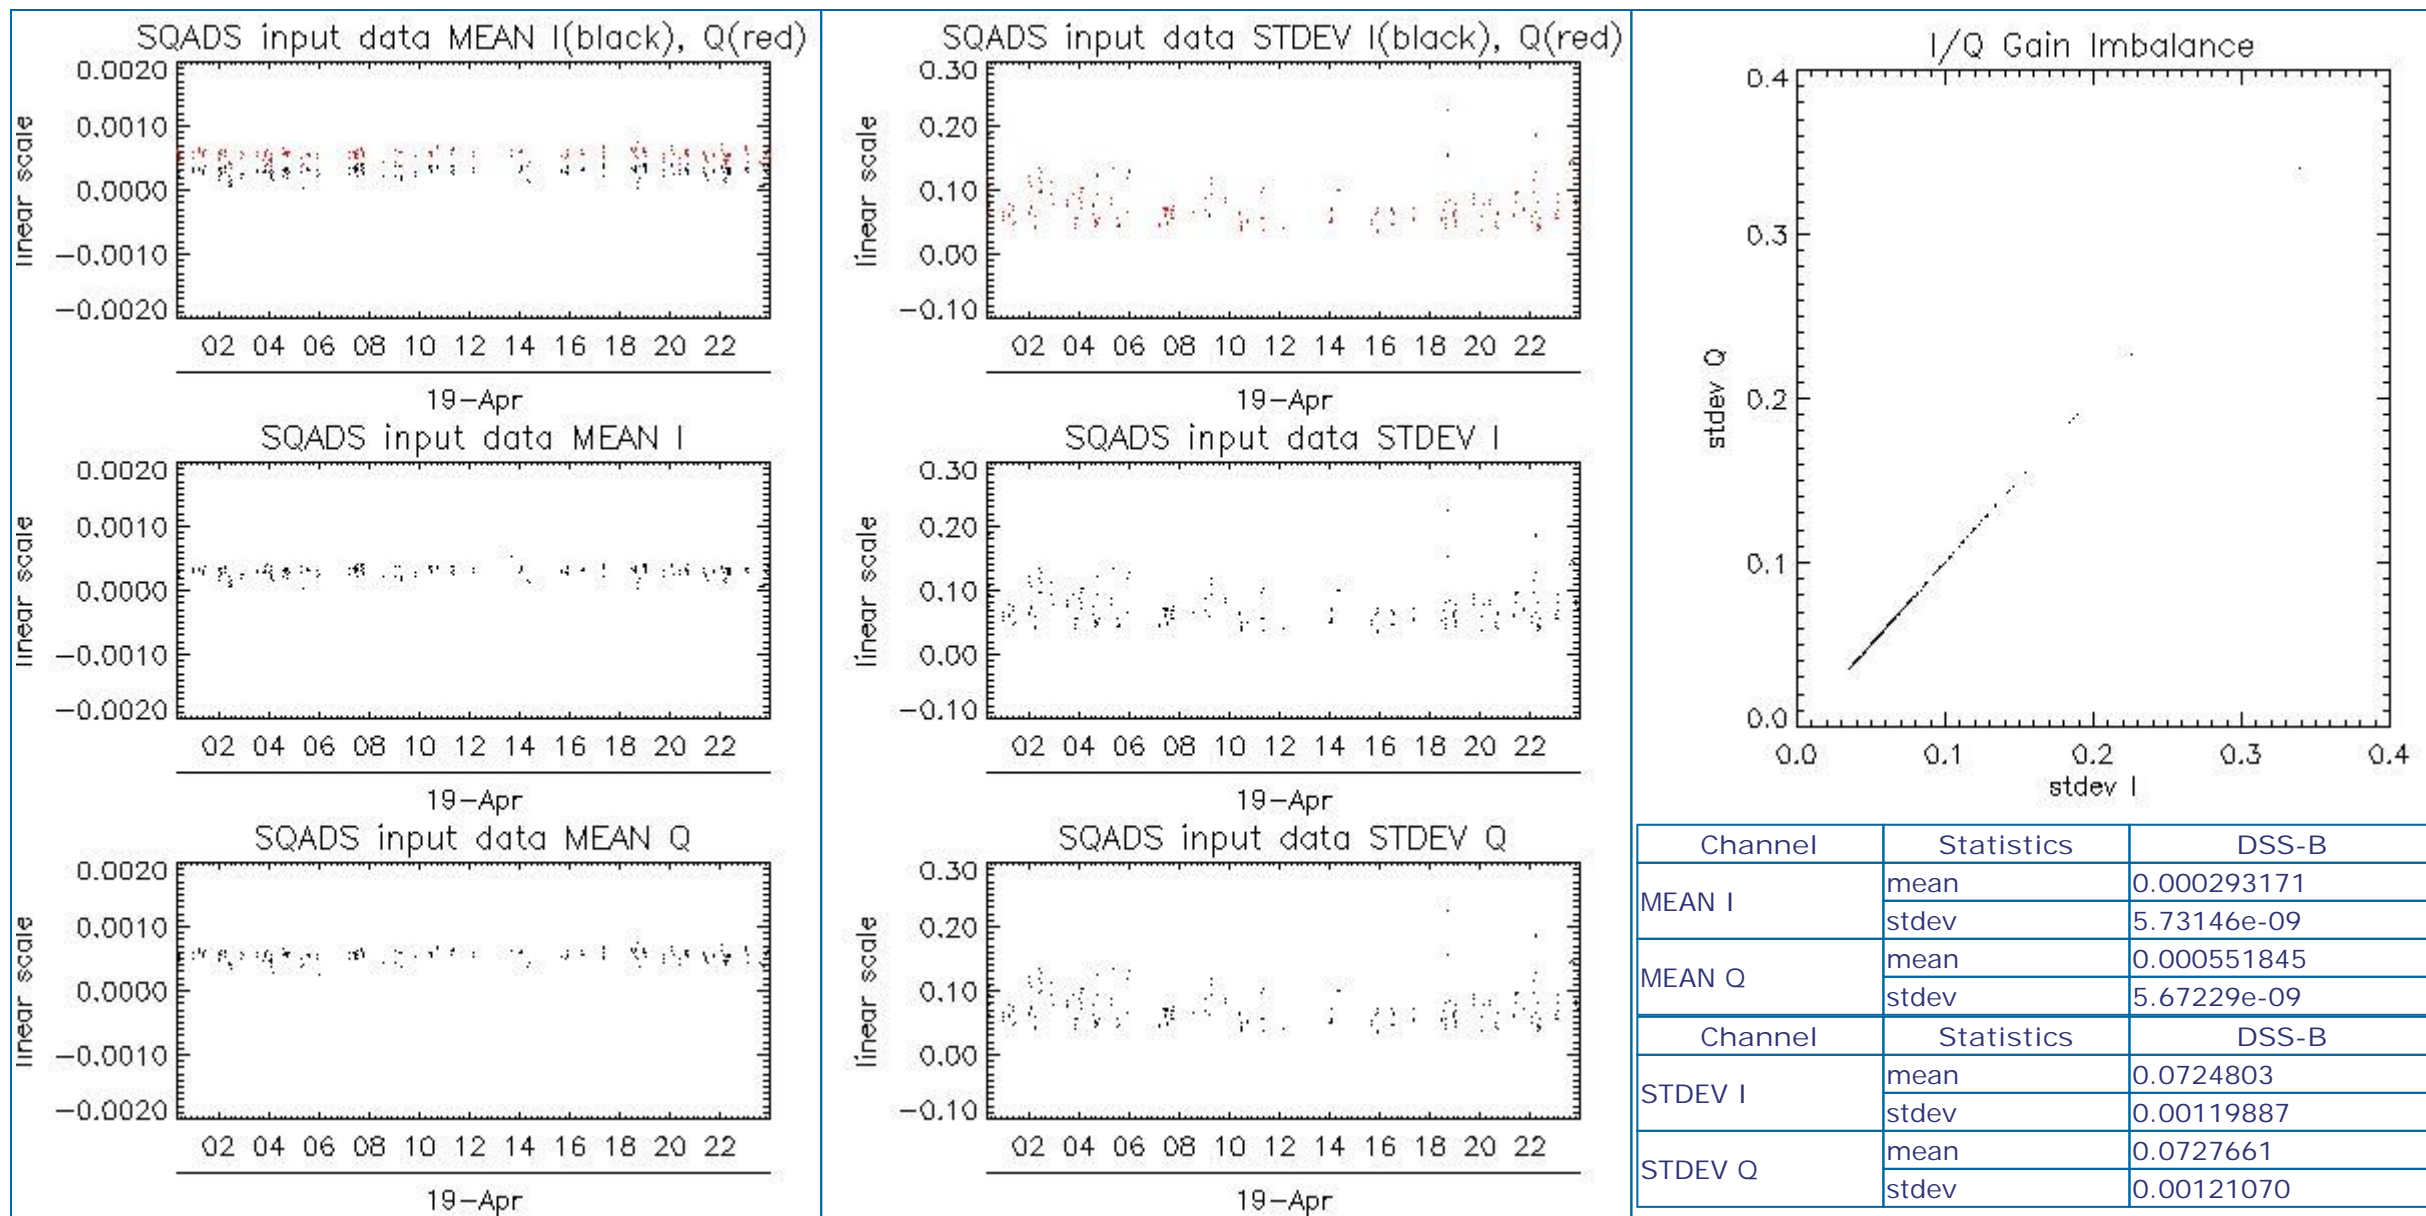 SQADS input data MEAN I(black), Q(red)
0.0020
0.0010
0.0000
−0.0010
−0.0020
linear scale
02 04 06 08 10 12 14 16 18 20 22
19−Apr
SQADS input data MEAN I
0.0020
0.0010
0.0000
−0.0010
−0.0020
linear scale
02 04 06 08 10 12 14 16 18 20 22
19−Apr
SQADS input data MEAN Q
0.0020
0.0010
0.0000
−0.0010
−0.0020
linear scale
02 04 06 08 10 12 14 16 18 20 22
19−Apr
SQADS input data STDEV I(black), Q(red)
0.30
0.20
0.10
0.00
−0.10
linear scale
02 04 06 08 10 12 14 16 18 20 22
19−Apr
SQADS input data STDEV I
0.30
0.20
0.10
0.00
−0.10
linear scale
02 04 06 08 10 12 14 16 18 20 22
19−Apr
SQADS input data STDEV Q
0.30
0.20
0.10
0.00
−0.10
linear scale
02 04 06 08 10 12 14 16 18 20 22
19−Apr
I/Q Gain Imbalance
0.4
0.3
0.2
0.1
0.0
stdev Q
0.0 0.1 0.2 0.3 0.4
stdev I
Channel Statistics DSS-B
MEAN I
mean 0.000293171
stdev 5.73146e-09
MEAN Q
mean 0.000551845
stdev 5.67229e-09
Channel Statistics DSS-B
STDEV I
mean 0.0724803
stdev 0.00119887
STDEV Q
mean 0.0727661
stdev 0.00121070